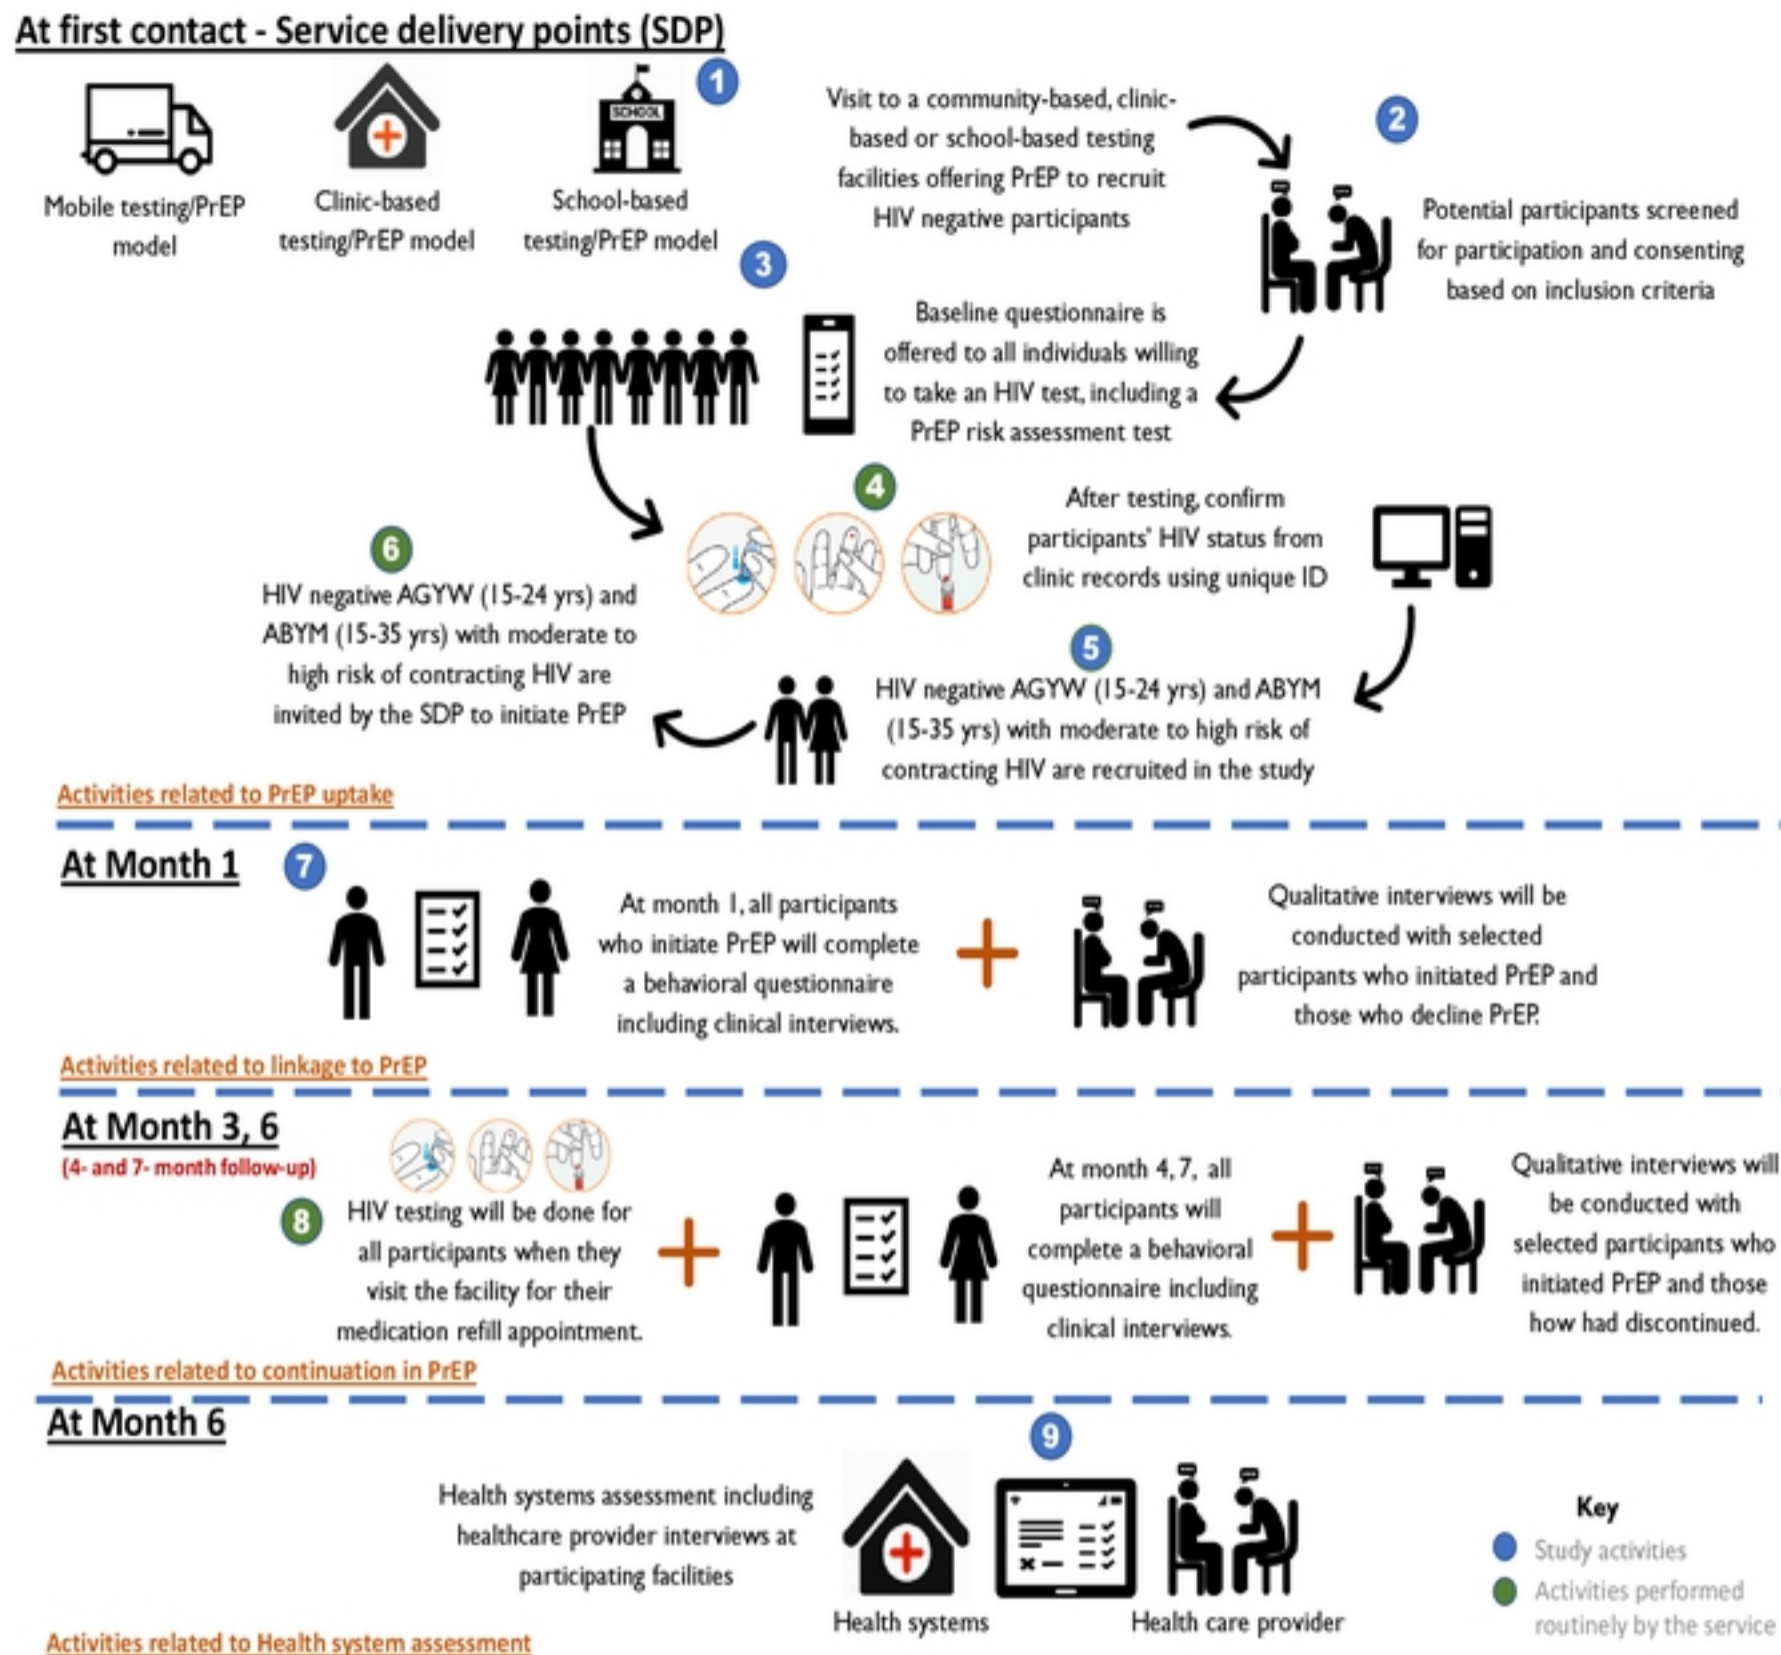 At first contact - Service delivery points (SDP)
1
SCHOOL
Mobile testing/PrEP
model
Clinic-based
testing/PrEP model
School-based
testing/PrEP model
Visit to a community-based, clinic-
based or school-based testing
facilities offering PrEP to recruit
HIV negative participants
2
Potential participants screened
for participation and consenting
based on inclusion criteria
3
Baseline questionnaire is
offered to all individuals willing
to take an HIV test, including a
PrEP risk assessment test
4
After testing, confirm
participants' HIV status from
clinic records using unique ID
5
HIV negative AGYW (15-24 yrs) and ABYM
(15-35 yrs) with moderate to high risk of
contracting HIV are recruited in the study
6
HIV negative AGYW (15-24 yrs) and
ABYM (15-35 yrs) with moderate to
high risk of contracting HIV are
invited by the SDP to initiate PrEP
Activities related to PrEP uptake
At Month 1
7
At month 1, all participants
who initiate PrEP will complete
a behavioral questionnaire
including clinical interviews.
Qualitative interviews will be
conducted with selected
participants who initiated PrEP and
those who decline PrEP.
Activities related to linkage to PrEP
At Month 3, 6
(4- and 7- month follow-up)
8
HIV testing will be done for
all participants when they
visit the facility for their
medication refill appointment.
At month 4, 7, all
participants will
complete a behavioral
questionnaire including
clinical interviews.
Qualitative interviews will
be conducted with
selected participants who
initiated PrEP and those
how had discontinued.
Activities related to continuation in PrEP
At Month 6
9
Health systems assessment including
healthcare provider interviews at
participating facilities
Health systems
Health care provider
Key
Study activities
Activities performed
routinely by the service
Activities related to Health system assessment